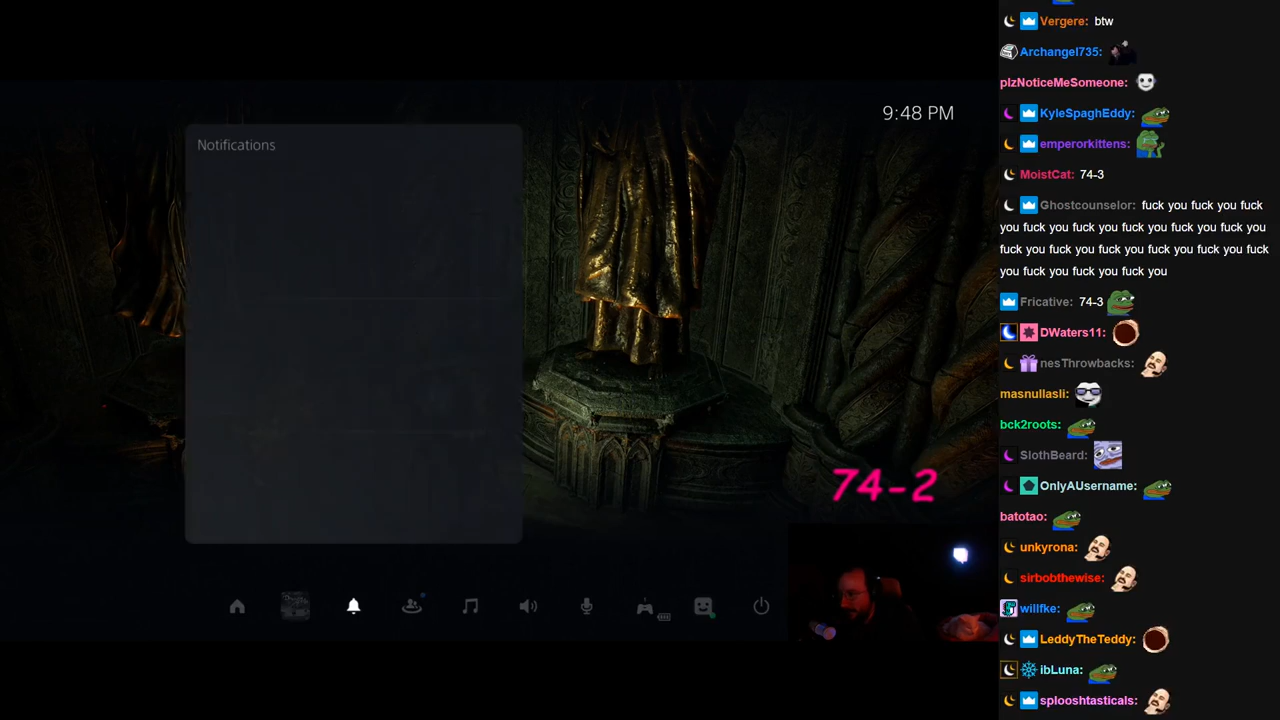 9:48 PM
Notifications
74-2
Vergere: btw
Archangel735:
plzNoticeMeSomeone:
KyleSpaghEddy:
emperorkittens:
MoistCat: 74-3
Ghostcounselor: fuck you fuck you fuck
you fuck you fuck you fuck you fuck you fuck you
fuck you fuck you fuck you fuck you fuck you fuck
you fuck you fuck you fuck you
Fricative: 74-3
DWaters11:
nesThrowbacks:
masnullasli:
bck2roots:
SlothBeard:
OnlyAUsername:
batotao:
unkyrona:
sirbobthewise:
willfke:
LeddyTheTeddy:
ibLuna:
splooshtasticals: